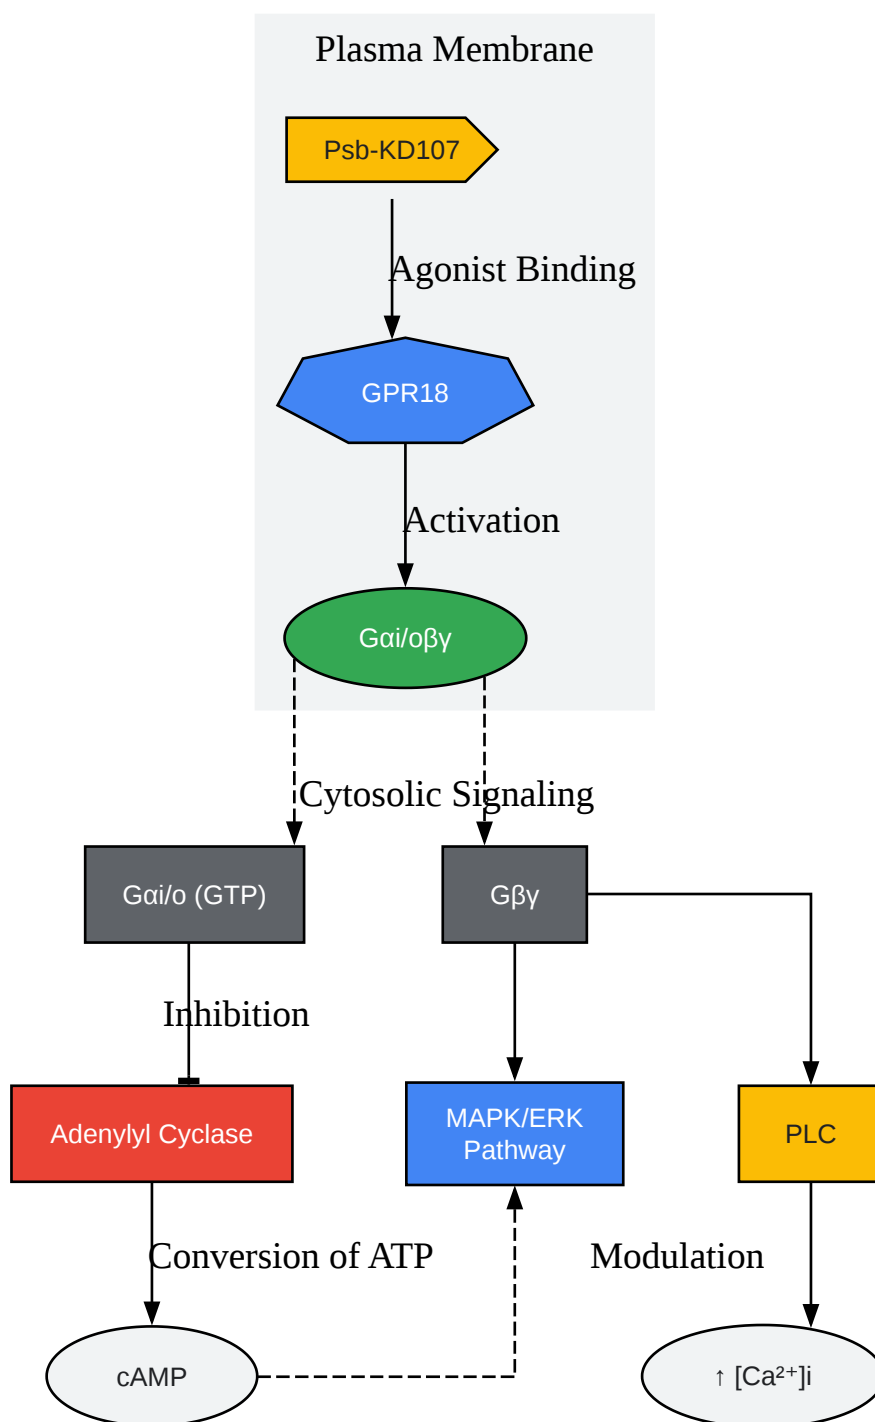 Plasma Membrane
Psb-KD107
Agonist Binding
GPR18
Activation
Gαi/oβγ
Cytosolic Signaling
Gαi/o (GTP)
Gβγ
Inhibition
Adenylyl Cyclase
MAPK/ERK
Pathway
PLC
Conversion of ATP
Modulation
cAMP
↑ [Ca²⁺]i